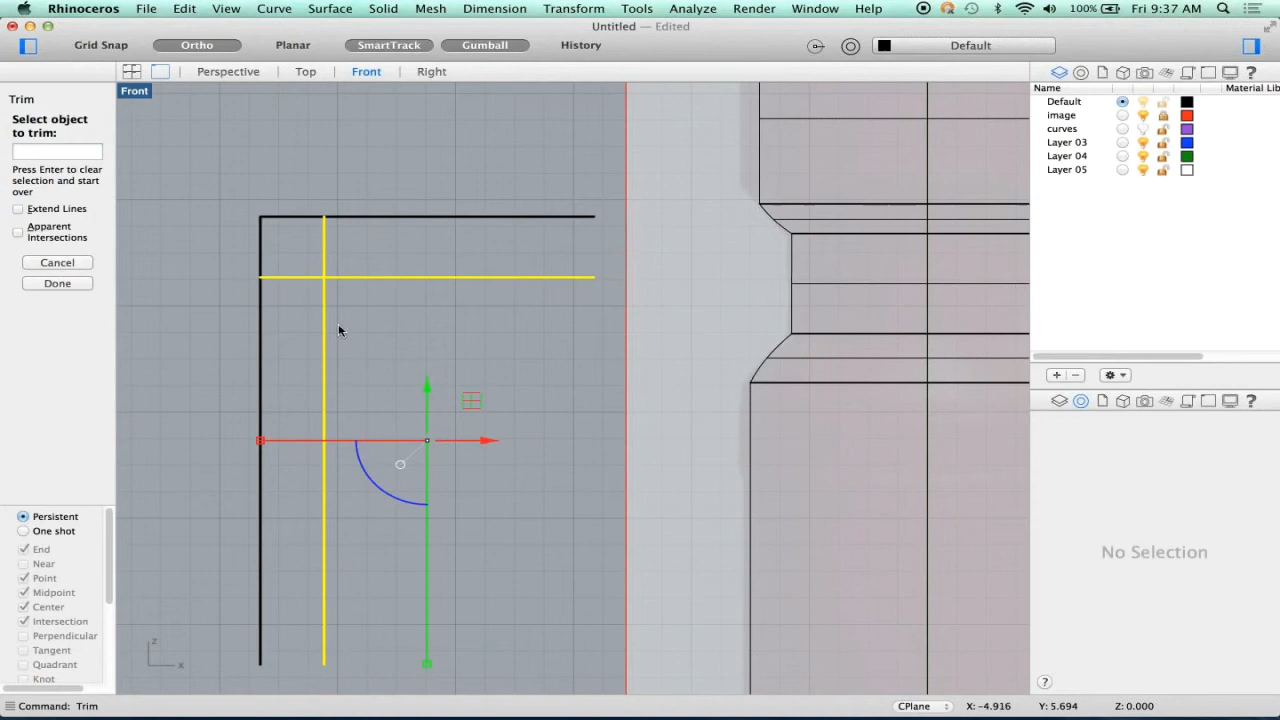 Rhinoceros File Edit View Curve Surface Solid Mesh Dimension Transform Tools Analyze Render Window Help 100% Fri 9:37 AM
Untitled — Edited
Grid Snap Ortho Planar SmartTrack Gumball History Default
Perspective Top Front Right
Front
Trim
Select object
to trim:
Press Enter to clear
selection and start
over
Extend Lines
Apparent
Intersections
Cancel
Done
Persistent
One shot
End
Near
Point
Midpoint
Center
Intersection
Perpendicular
Tangent
Quadrant
Knot
z
x
Name Material Lib
Default
image
curves
Layer 03
Layer 04
Layer 05
No Selection
Command: Trim CPlane X: -4.916 Y: 5.694 Z: 0.000